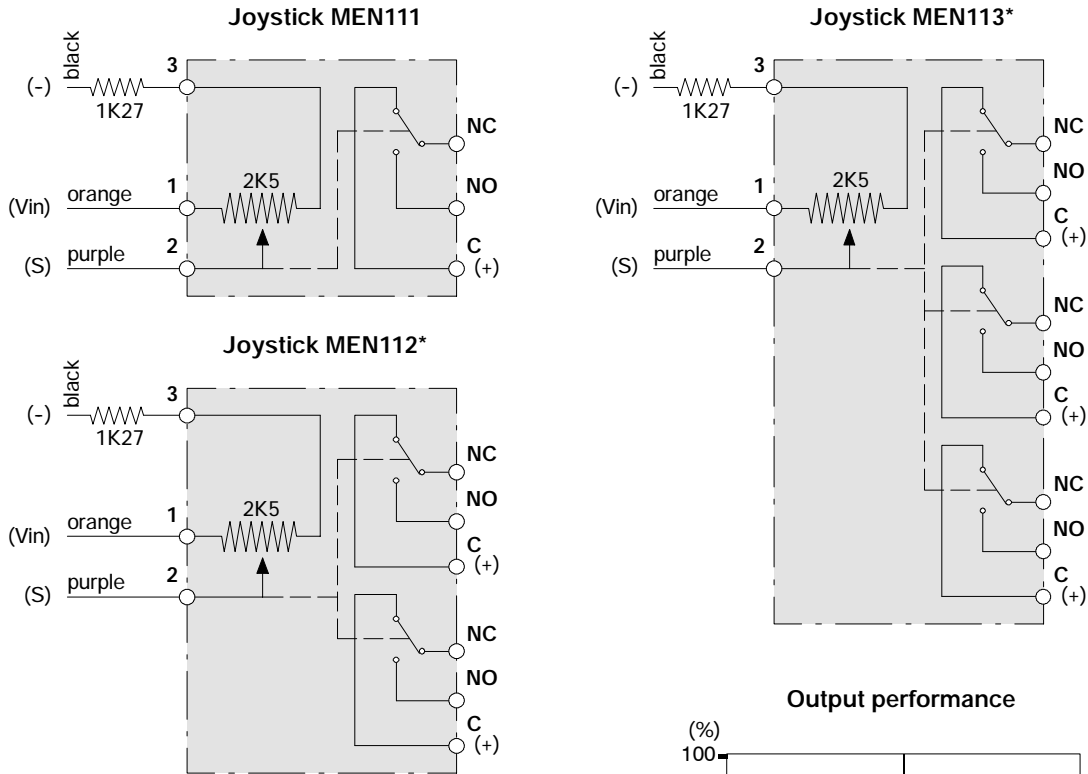 Joystick MEN111
black
3
(-)
1K27
NC
2K5
1
orange
(Vin)
NO
2
purple
(S)
C
(+)
Joystick MEN112*
black
3
(-)
1K27
NC
2K5
1
orange
(Vin)
NO
C
(+)
2
purple
(S)
NC
NO
C
(+)
Joystick MEN113*
black
3
(-)
1K27
NC
NO
2K5
1
orange
(Vin)
C
(+)
2
purple
(S)
NC
NO
C
(+)
NC
NO
C
(+)
Output performance
(%)
100